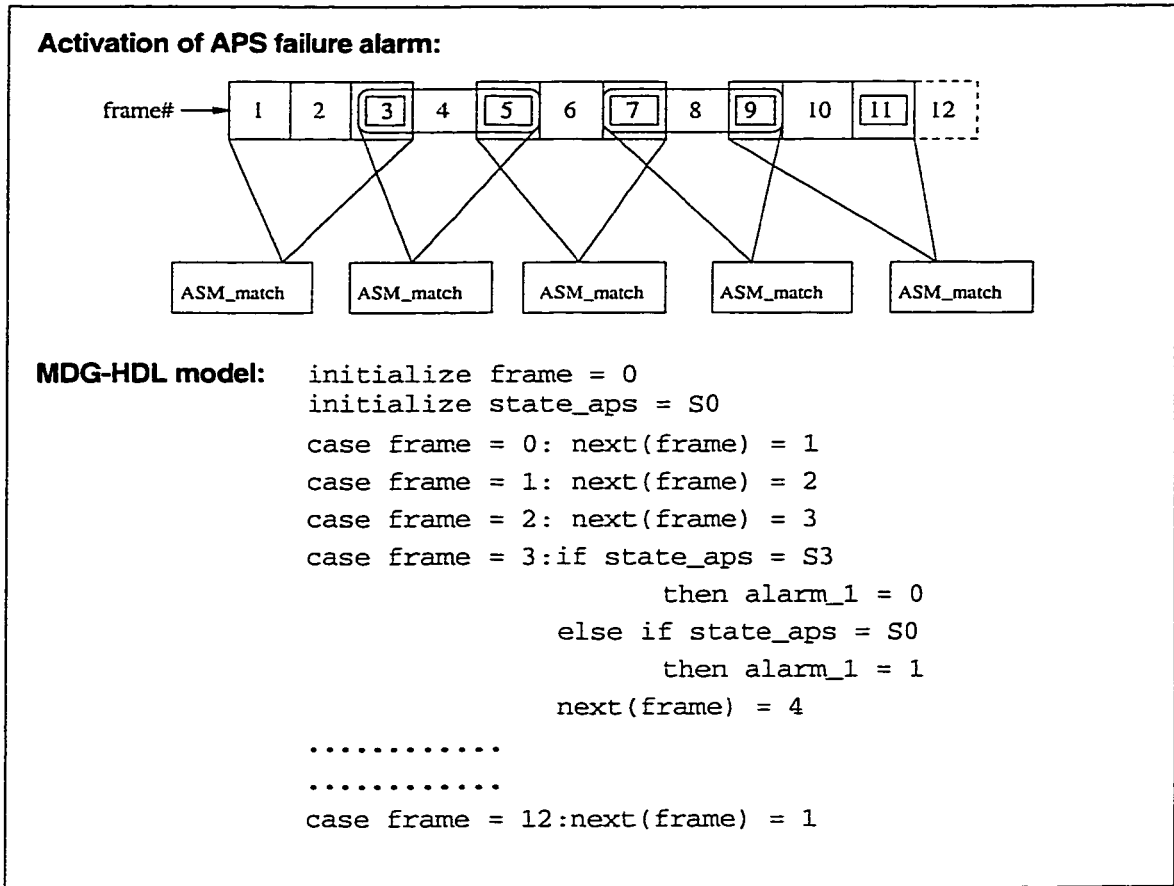 Activation of APS failure alarm:
frame# 1 2 3 4 5 6 7 8 9 10 11 12
ASM_match ASM_match ASM_match ASM_match ASM_match
MDG-HDL model: initialize frame = 0
initialize state_aps = S0
case frame = 0: next(frame) = 1
case frame = 1: next(frame) = 2
case frame = 2: next(frame) = 3
case frame = 3:if state_aps = S3
then alarm_1 = 0
else if state_aps = S0
then alarm_1 = 1
next(frame) = 4
............
............
case frame = 12:next(frame) = 1